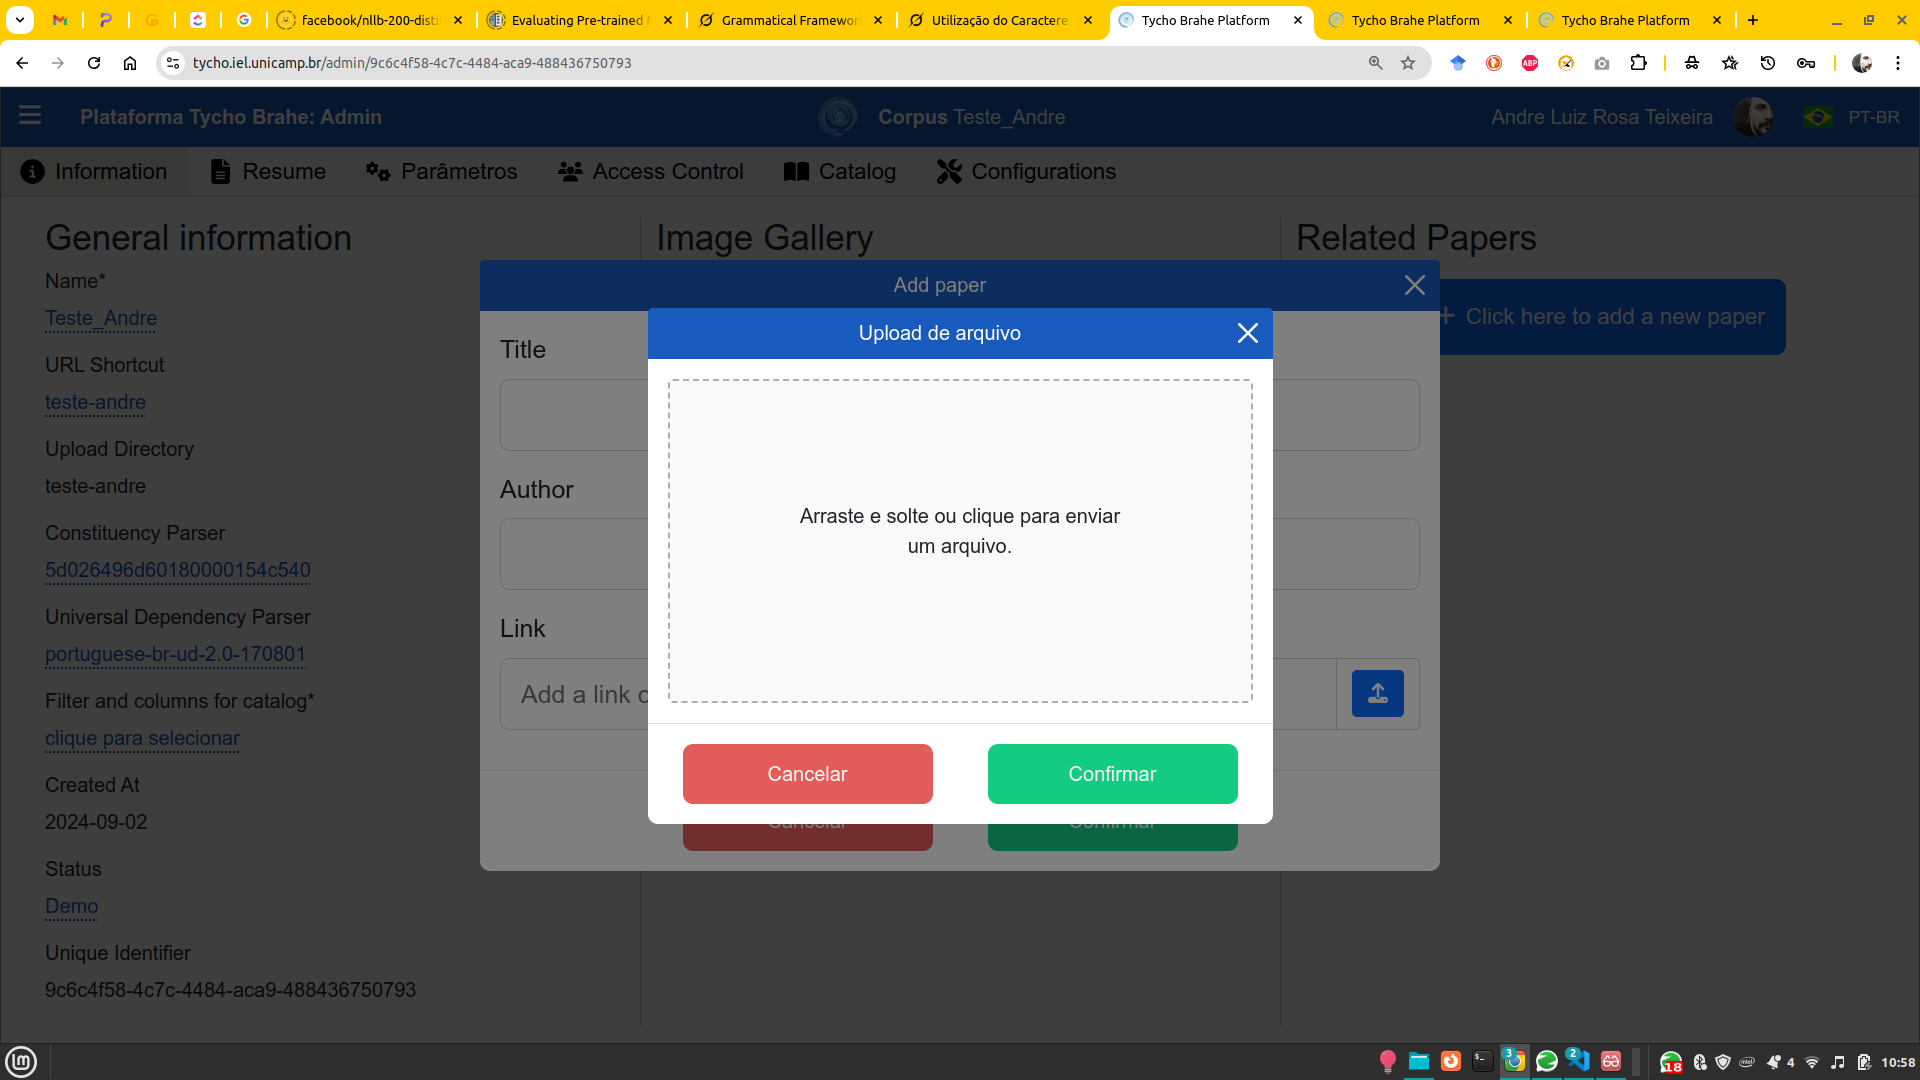 facebook/nllb-200-disti
Evaluating Pre-trained
Grammatical Framewor
Utilização do Caractere
Tycho Brahe Platform
Tycho Brahe Platform
Tycho Brahe Platform
tycho.iel.unicamp.br/admin/9c6c4f58-4c7c-4484-aca9-488436750793
ABP
Plataforma Tycho Brahe: Admin
Corpus Teste_Andre
Andre Luiz Rosa Teixeira
PT-BR
Information
Resume
Parâmetros
Access Control
Catalog
Configurations
General information
Name*
Teste_Andre
URL Shortcut
teste-andre
Upload Directory
teste-andre
Constituency Parser
5d026496d60180000154c540
Universal Dependency Parser
portuguese-br-ud-2.0-170801
Filter and columns for catalog*
clique para selecionar
Created At
2024-09-02
Status
Demo
Unique Identifier
9c6c4f58-4c7c-4484-aca9-488436750793
Image Gallery
Related Papers
+ Click here to add a new paper
Add paper
Title
Author
Link
Add a link
Upload de arquivo
Arraste e solte ou clique para enviar
um arquivo.
Cancelar
Confirmar
Cancelar
Confirmar
3
2
18
4
10:58